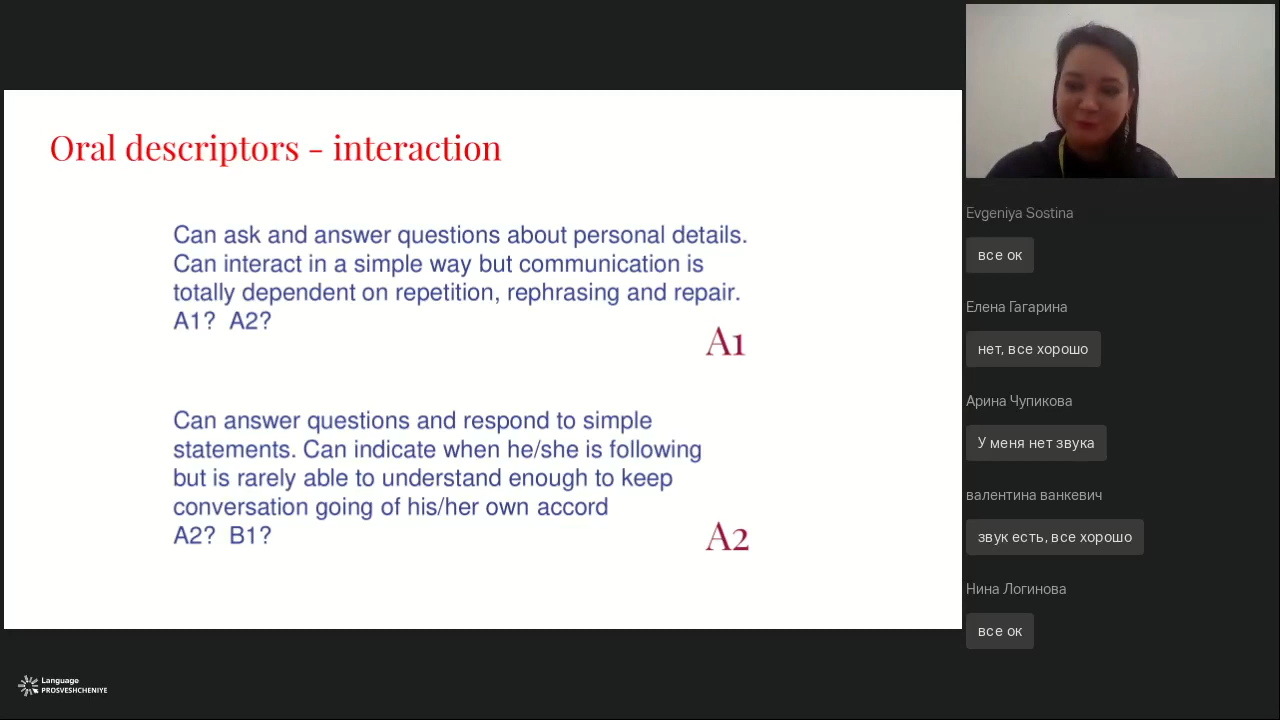 Oral descriptors - interaction
Can ask and answer questions about personal details.
Can interact in a simple way but communication is
totally dependent on repetition, rephrasing and repair.
A1? A2?
A1
Can answer questions and respond to simple
statements. Can indicate when he/she is following
but is rarely able to understand enough to keep
conversation going of his/her own accord
A2? B1?
A2
Language
PROSVESHCHENIYE
Evgeniya Sostina
все ок
Елена Гагарина
нет, все хорошо
Арина Чупикова
У меня нет звука
валентина ванкевич
звук есть, все хорошо
Нина Логинова
все ок